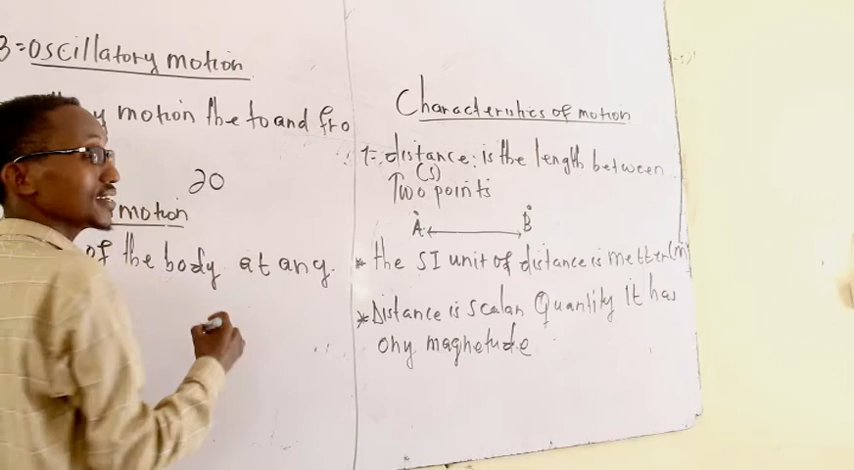 3=oscillatory motion
y motion the to and fro
20
motion
of the body at any.
Characteristics of motion
1=.distance: is the length between
(s)
Two points
A B
* the SI unit of distance is metter(m)
*Distance is scalar Quantity it has
ony magnetude